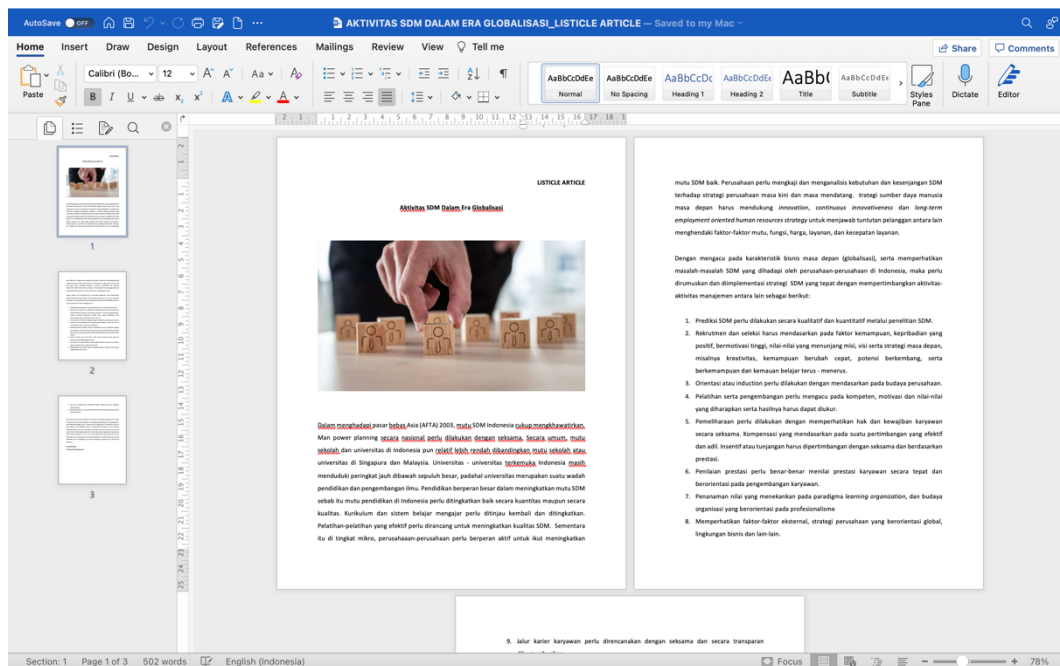 AutoSave OFF
AKTIVITAS SDM DALAM ERA GLOBALISASI_LISTICLE ARTICLE — Saved to my Mac
Home Insert Draw Design Layout References Mailings Review View Tell me
Share Comments
Paste
Calibri (Bo... 12
AaBbCcDdEe AaBbCcDdEe AaBbCcDc AaBbCcDdEe AaBb( AaBbCcDdEe
Normal No Spacing Heading 1 Heading 2 Title Subtitle
Styles Pane Dictate Editor
1
2
3
LISTICLE ARTICLE
Aktivitas SDM Dalam Era Globalisasi
Dalam menghadapi pasar bebas Asia (AFTA) 2003, mutu SDM Indonesia cukup mengkhawatirkan.
Man power planning secara nasional perlu dilakukan dengan seksama. Secara umum, mutu
sekolah dan universitas di Indonesia pun relatif lebih rendah dibandingkan mutu sekolah atau
universitas di Singapura dan Malaysia. Universitas - universitas terkemuka Indonesia masih
menduduki peringkat jauh dibawah sepuluh besar, padahal universitas merupakan suatu wadah
pendidikan dan pengembangan ilmu. Pendidikan berperan besar dalam meningkatkan mutu SDM
sebab itu mutu pendidikan di Indonesia perlu ditingkatkan baik secara kuantitas maupun secara
kualitas. Kurikulum dan sistem belajar mengajar perlu ditinjau kembali dan ditingkatkan.
Pelatihan-pelatihan yang efektif perlu dirancang untuk meningkatkan kualitas SDM. Sementara
itu di tingkat mikro, perusahaaan-perusahaan perlu berperan aktif untuk ikut meningkatkan
mutu SDM baik. Perusahaan perlu mengkaji dan menganalisis kebutuhan dan kesenjangan SDM
terhadap strategi perusahaan masa kini dan masa mendatang. trategi sumber daya manusia
masa depan harus mendukung innovation, continuous innovativeness dan long-term
employment oriented human resources strategy untuk menjawab tuntutan pelanggan antara lain
menghendaki faktor-faktor mutu, fungsi, harga, layanan, dan kecepatan layanan.
Dengan mengacu pada karakteristik bisnis masa depan (globalisasi), serta memperhatikan
masalah-masalah SDM yang dihadapi oleh perusahaan-perusahaan di Indonesia, maka perlu
dirumuskan dan diimplementasi strategi SDM yang tepat dengan mempertimbangkan aktivitas-
aktivitas manajemen antara lain sebagai berikut:
1. Prediksi SDM perlu dilakukan secara kualitatif dan kuantitatif melalui penelitian SDM.
2. Rekrutmen dan seleksi harus mendasarkan pada faktor kemampuan, kepribadian yang
positif, bermotivasi tinggi, nilai-nilai yang menunjang misi, visi serta strategi masa depan,
misalnya kreativitas, kemampuan berubah cepat, potensi berkembang, serta
berkemampuan dan kemauan belajar terus - menerus.
3. Orientasi atau induction perlu dilakukan dengan mendasarkan pada budaya perusahaan.
4. Pelatihan serta pengembangan perlu mengacu pada kompeten, motivasi dan nilai-nilai
yang diharapkan serta hasilnya harus dapat diukur.
5. Pemeliharaan perlu dilakukan dengan memperhatikan hak dan kewajiban karyawan
secara seksama. Kompensasi yang mendasarkan pada suatu pertimbangan yang efektif
dan adil. Insentif atau tunjangan harus dipertimbangan dengan seksama dan berdasarkan
prestasi.
6. Penilaian prestasi perlu benar-benar menilai prestasi karyawan secara tepat dan
berorientasi pada pengembangan karyawan.
7. Penanaman nilai yang menekankan pada paradigma learning organization, dan budaya
organisasi yang berorientasi pada profesionalisme
8. Memperhatikan faktor-faktor eksternal, strategi perusahaan yang berorientasi global,
lingkungan bisnis dan lain-lain.
9. Jalur karier karyawan perlu direncanakan dengan seksama dan secara transparan
Section: 1 Page 1 of 3 502 words English (Indonesia) Focus 78%